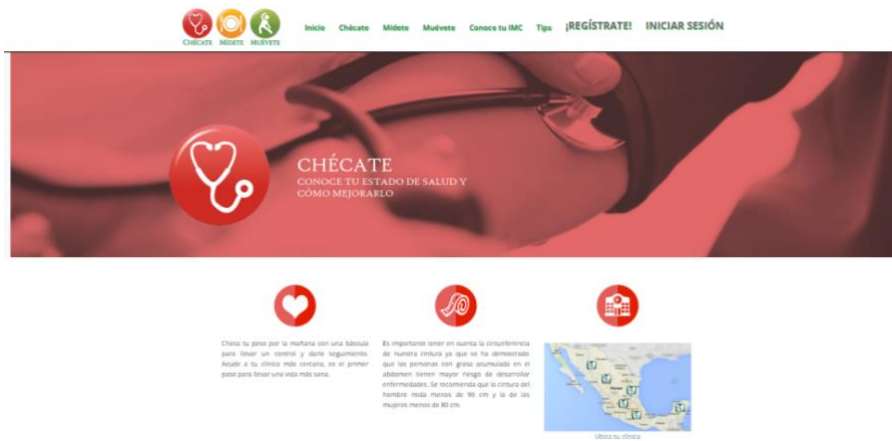 CHÉCATE MÍDETE MUÉVETE
Inicio Chécate Mídete Muévete Conoce tu IMC Tips ¡REGÍSTRATE! INICIAR SESIÓN
CHÉCATE
CONOCE TU ESTADO DE SALUD Y
CÓMO MEJORARLO
Checa tu peso por la mañana con una báscula
para llevar un control y darle seguimiento.
Acude a tu clínica más cercana, es el primer
paso para llevar una vida más sana.
Es importante tener en cuenta la circunferencia
de nuestra cintura ya que se ha demostrado
que las personas con grasa acumulada en el
abdomen tienen mayor riesgo de desarrollar
enfermedades. Se recomienda que la cintura del
hombre mida menos de 90 cm y la de las
mujeres menos de 80 cm.
Ubica tu clínica